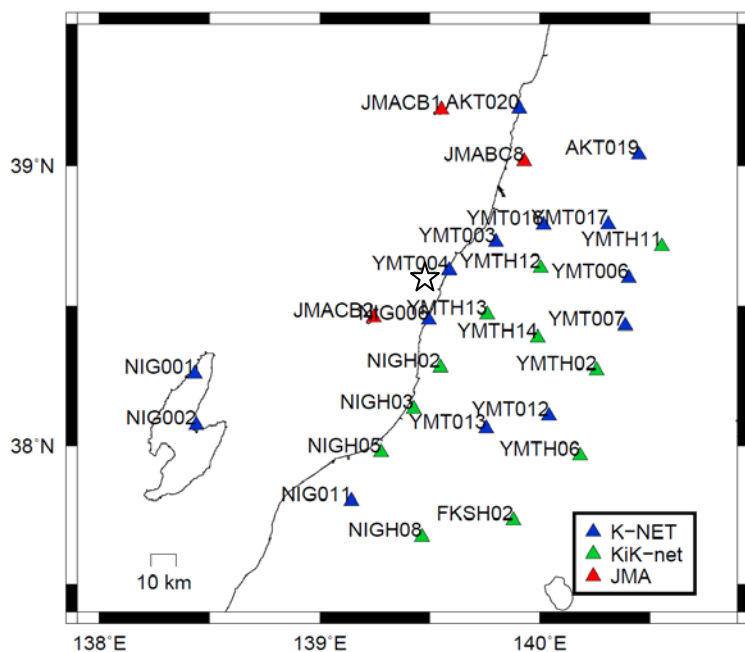 JMACB1 AKT020
JMABC8
AKT019
39°N
YMT016 YMT017
YMT003
YMTH11
YMT004
YMTH12
YMT006
JMACB2 NIG006 YMTH13
YMT007
YMTH14
NIG001
NIGH02
YMTH02
NIGH03
NIG002
YMT012
YMT013
38°N
NIGH05
YMTH06
NIG011
FKSH02
NIGH08
K−NET
KiK−net
JMA
10 km
138°E
139°E
140°E